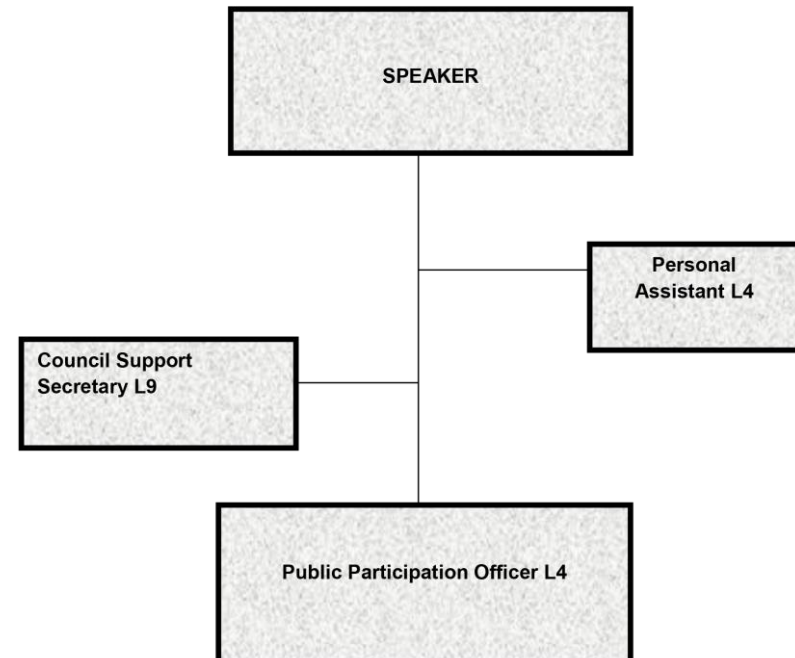 SPEAKER
Personal
Assistant L4
Council Support
Secretary L9
Public Participation Officer L4